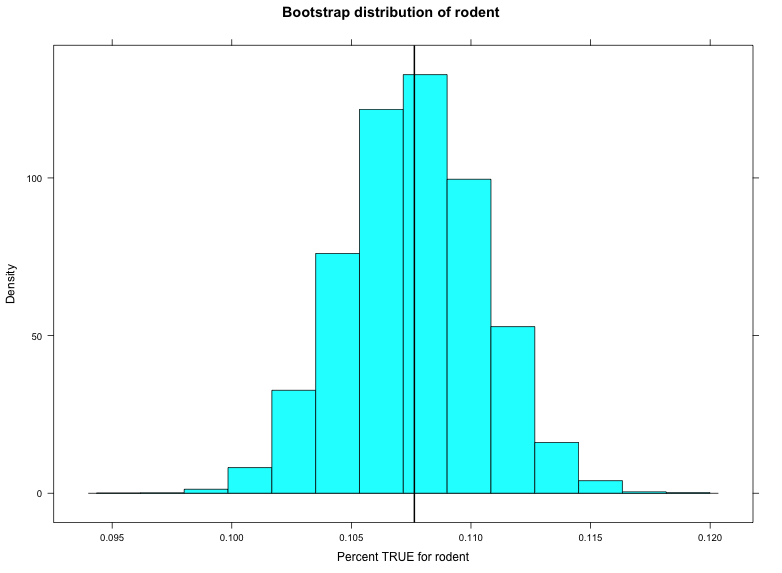 Bootstrap distribution of rodent
100
50
0
Density
0.095 0.100 0.105 0.110 0.115 0.120
Percent TRUE for rodent